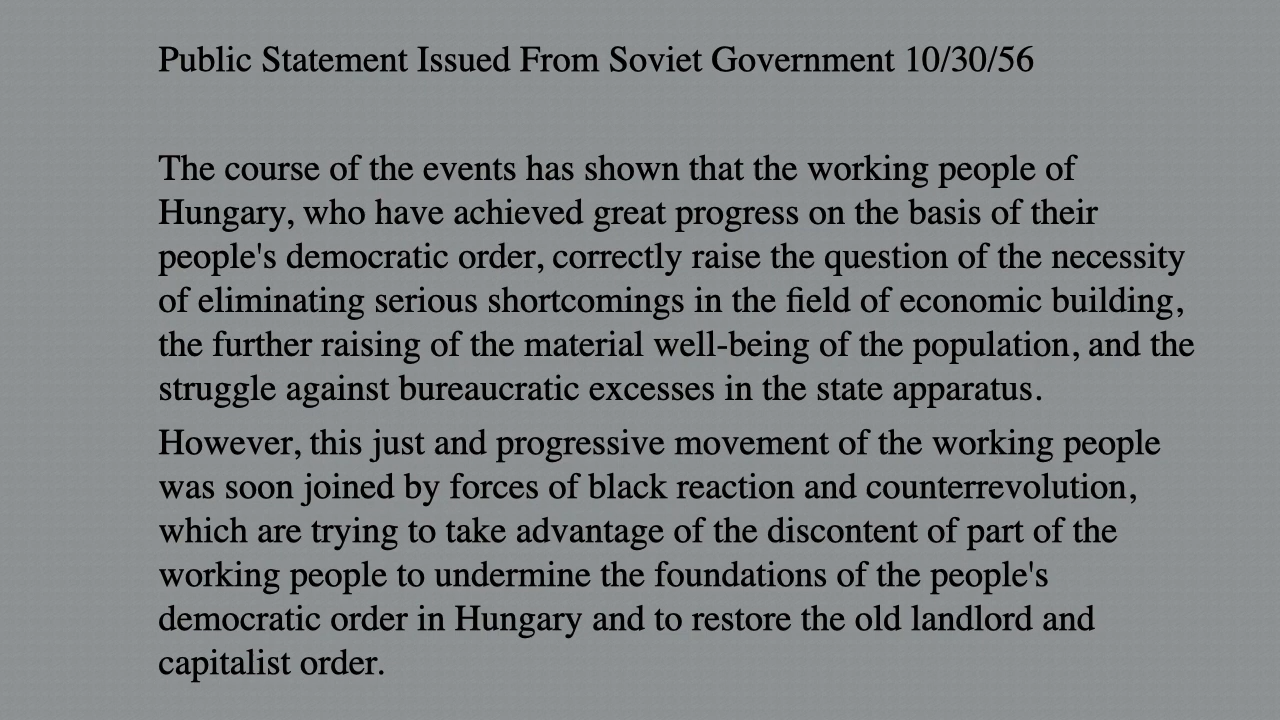 Public Statement Issued From Soviet Government 10/30/56
The course of the events has shown that the working people of
Hungary, who have achieved great progress on the basis of their
people's democratic order, correctly raise the question of the necessity
of eliminating serious shortcomings in the field of economic building,
the further raising of the material well-being of the population, and the
struggle against bureaucratic excesses in the state apparatus.
However, this just and progressive movement of the working people
was soon joined by forces of black reaction and counterrevolution,
which are trying to take advantage of the discontent of part of the
working people to undermine the foundations of the people's
democratic order in Hungary and to restore the old landlord and
capitalist order.